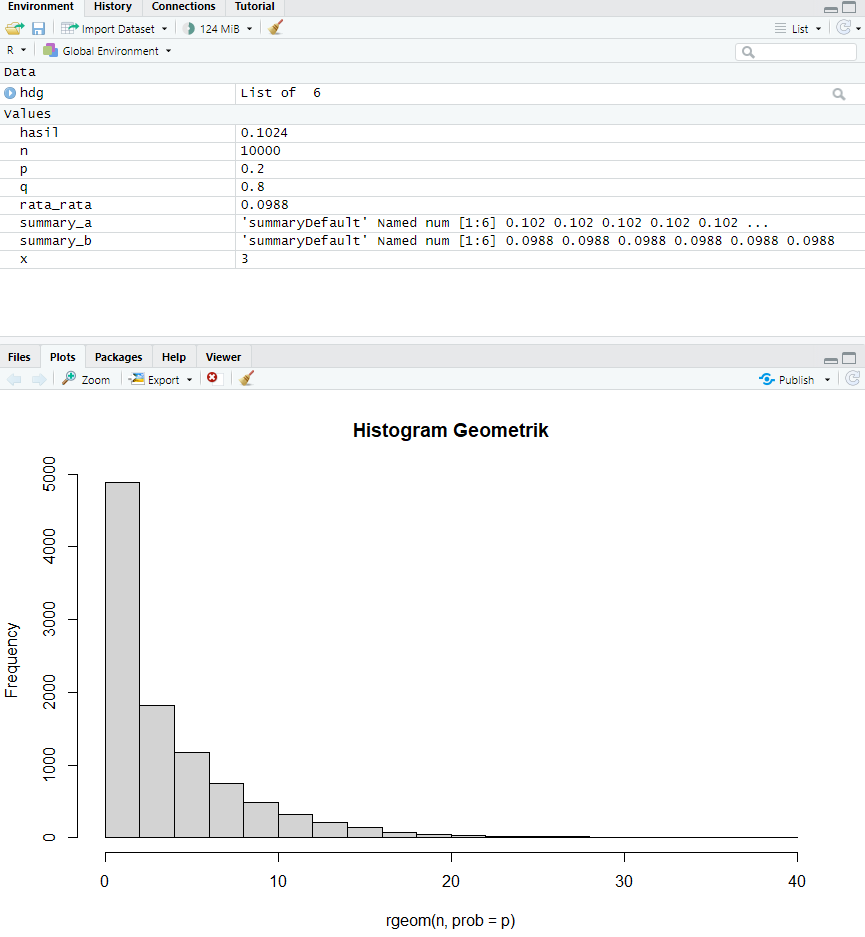 Environment History Connections Tutorial
Import Dataset 124 MiB List
R Global Environment
Data
hdg List of 6
Values
hasil 0.1024
n 10000
p 0.2
q 0.8
rata_rata 0.0988
summary_a 'summaryDefault' Named num [1:6] 0.102 0.102 0.102 0.102 0.102 ...
summary_b 'summaryDefault' Named num [1:6] 0.0988 0.0988 0.0988 0.0988 0.0988 0.0988
x 3
Files Plots Packages Help Viewer
Zoom Export Publish
Histogram Geometrik
5000
4000
3000
2000
1000
0
Frequency
0 10 20 30 40
rgeom(n, prob = p)